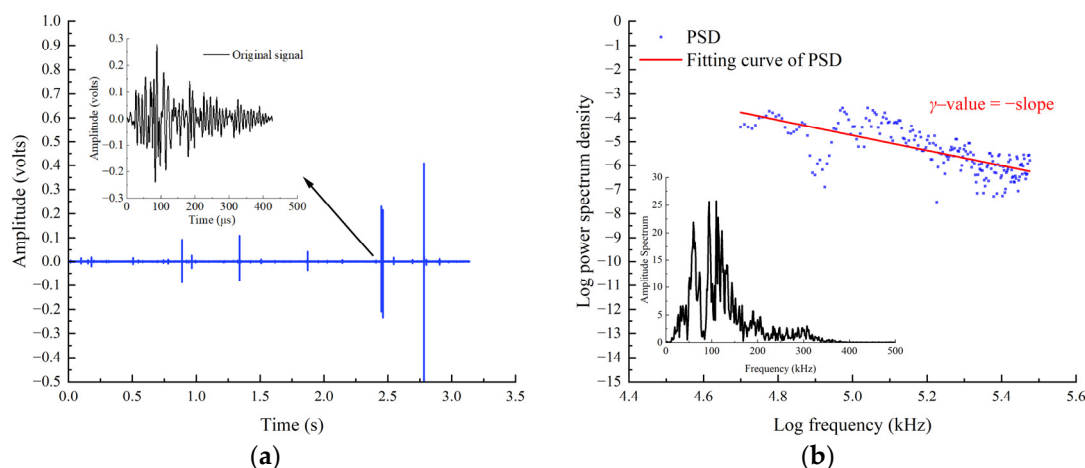 1.0
0.9
0.8
0.7
0.6
0.5
0.4
0.3
0.2
0.1
0.0
−0.1
−0.2
−0.3
−0.4
−0.5
Amplitude (volts)
0.0 0.5 1.0 1.5 2.0 2.5 3.0 3.5
Time (s)
Original signal
0.3
0.2
0.1
0.0
−0.1
−0.2
−0.3
Amplitude (volts)
0 100 200 300 400 500
Time (μs)
(a)
0
−1
−2
−3
−4
−5
−6
−7
−8
−9
−10
−11
−12
−13
−14
−15
Log power spectrum density
PSD
Fitting curve of PSD
γ–value = −slope
4.4 4.6 4.8 5.0 5.2 5.4 5.6
Log frequency (kHz)
30
25
20
15
10
5
0
Amplitude Spectrum
0 100 200 300 400 500
Frequency (kHz)
(b)